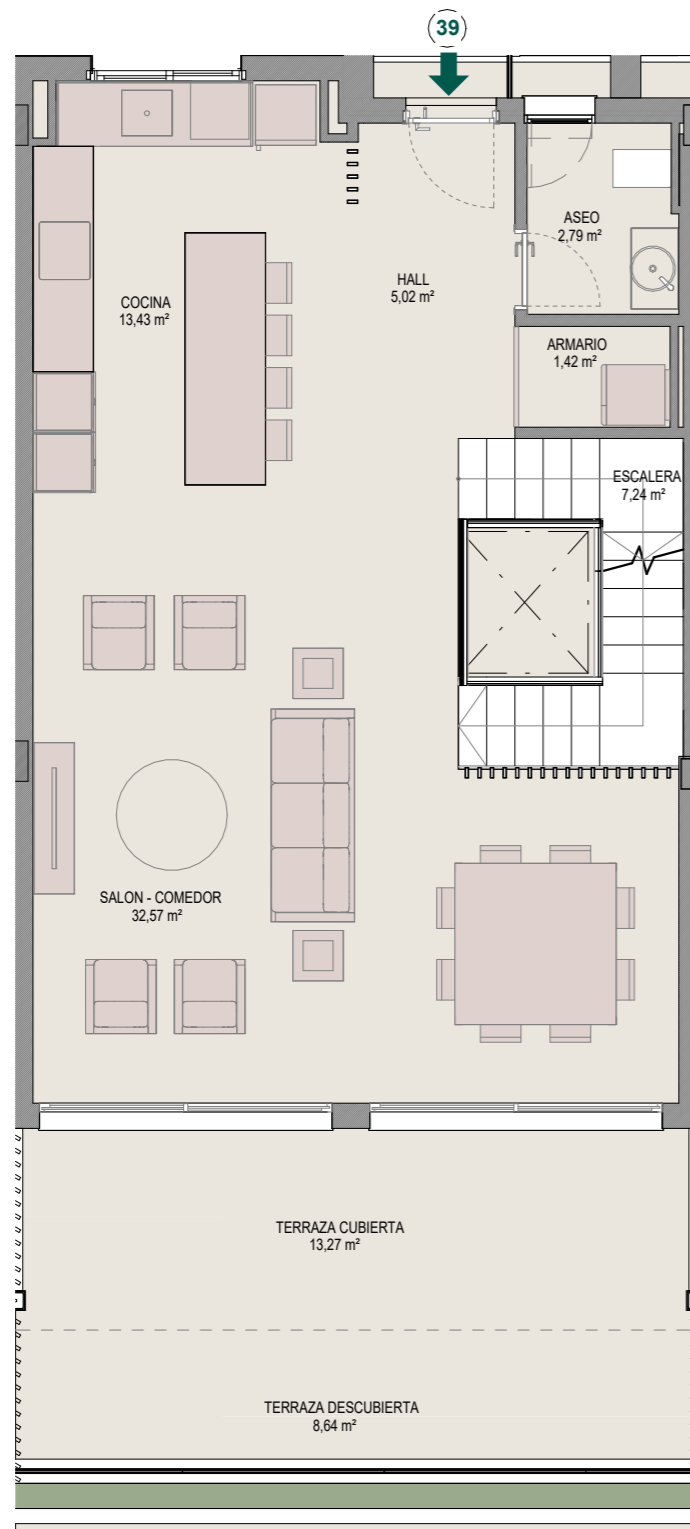 39
ASEO
2,79 m²
HALL
5,02 m²
COCINA
13,43 m²
ARMARIO
1,42 m²
ESCALERA
7,24 m²
SALON - COMEDOR
32,57 m²
TERRAZA CUBIERTA
13,27 m²
TERRAZA DESCUBIERTA
8,64 m²